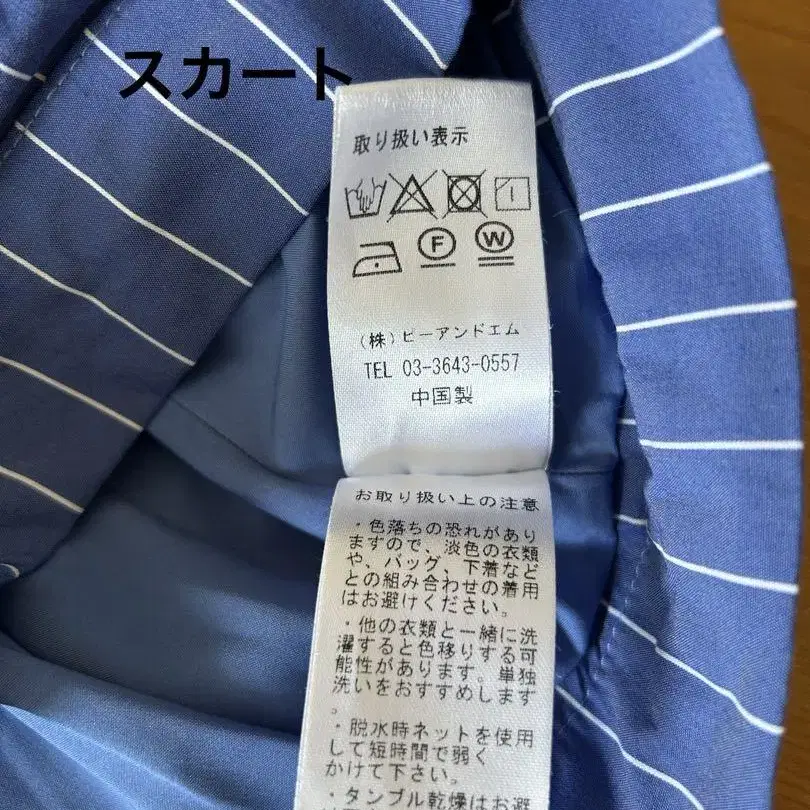 スカート
取り扱い表示
F W
(株)ビーアンドエム
TEL 03-3643-0557
中国製
お取り扱い上の注意
・色落ちの恐れがあり
ますので、淡色の衣類
や、バッグ、下着など
との組み合わせの着用
はお避けください。
・他の衣類と一緒に洗
濯すると色移りする可
能性があります。単独
洗いをおすすめします
。
・脱水時ネットを使用
して短時間で弱く
かけて下さい。
・タンブル乾燥はお避